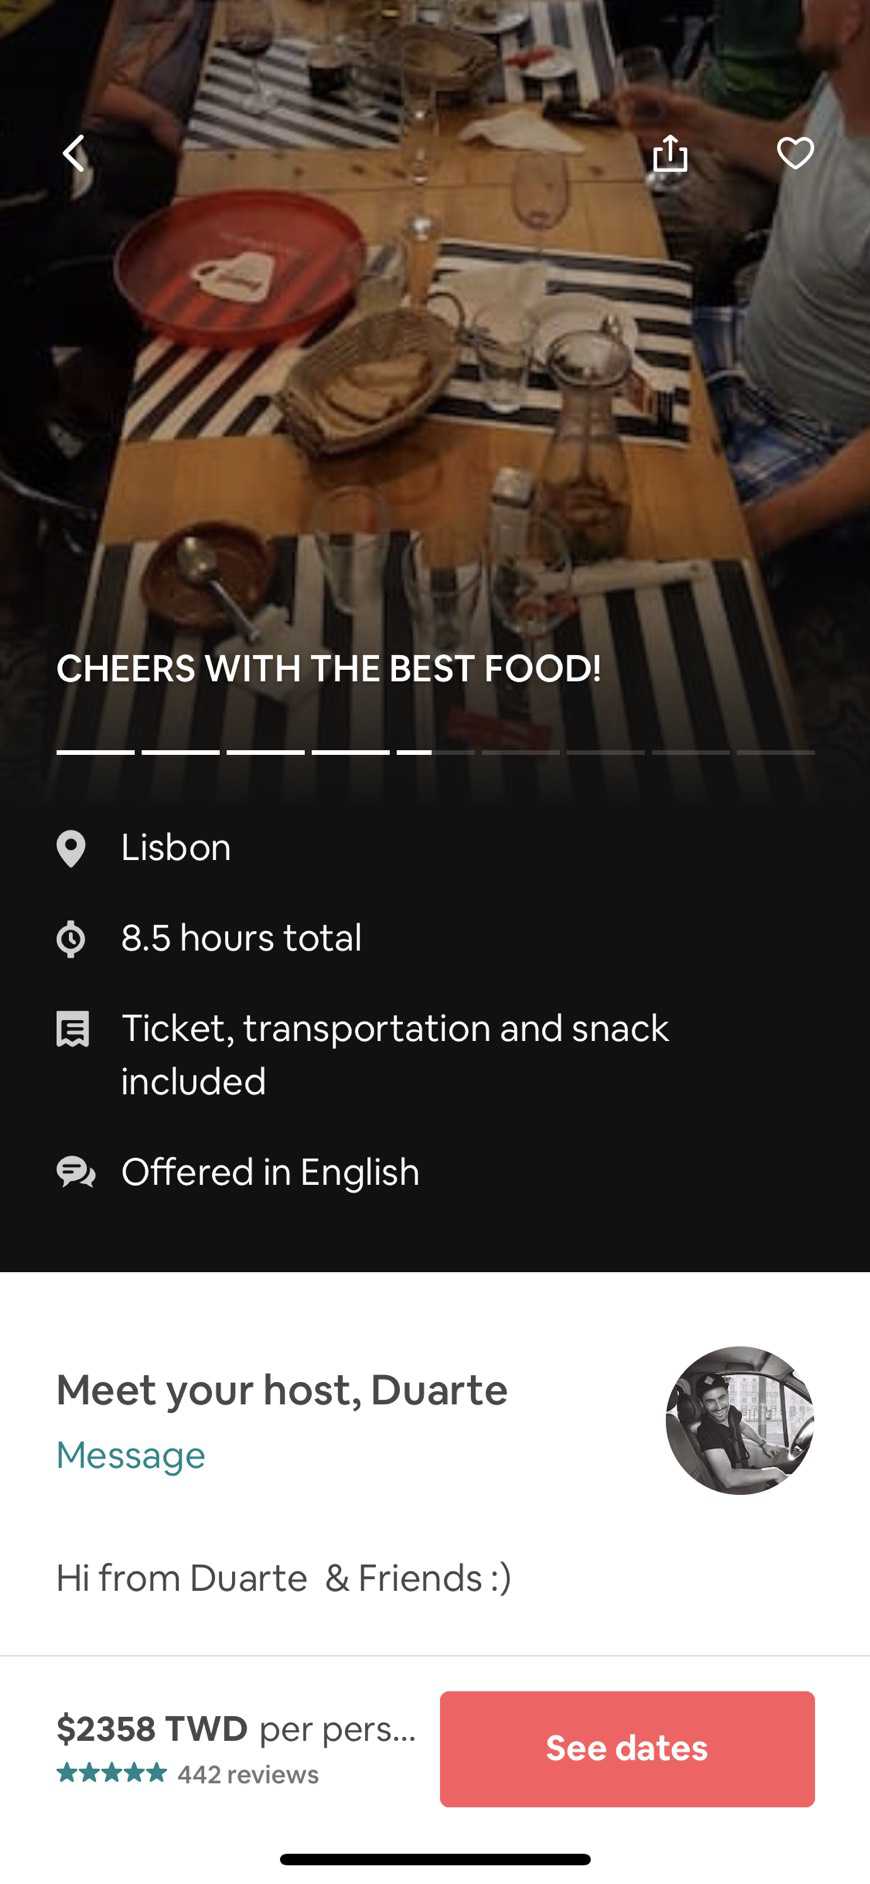 CHEERS WITH THE BEST FOOD!
Lisbon
8.5 hours total
Ticket, transportation and snack
included
Offered in English
Meet your host, Duarte
Message
Hi from Duarte & Friends :)
$2358 TWD per pers...
442 reviews
See dates